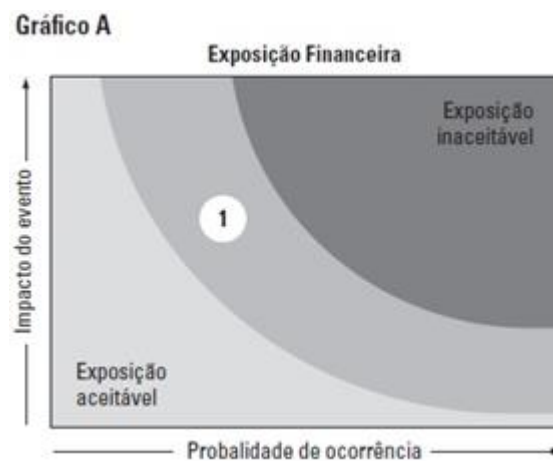 Gráfico A
Exposição Financeira
Exposição
inaceitável
Impacto do evento
1
Exposição
aceitável
Probalidade de ocorrência